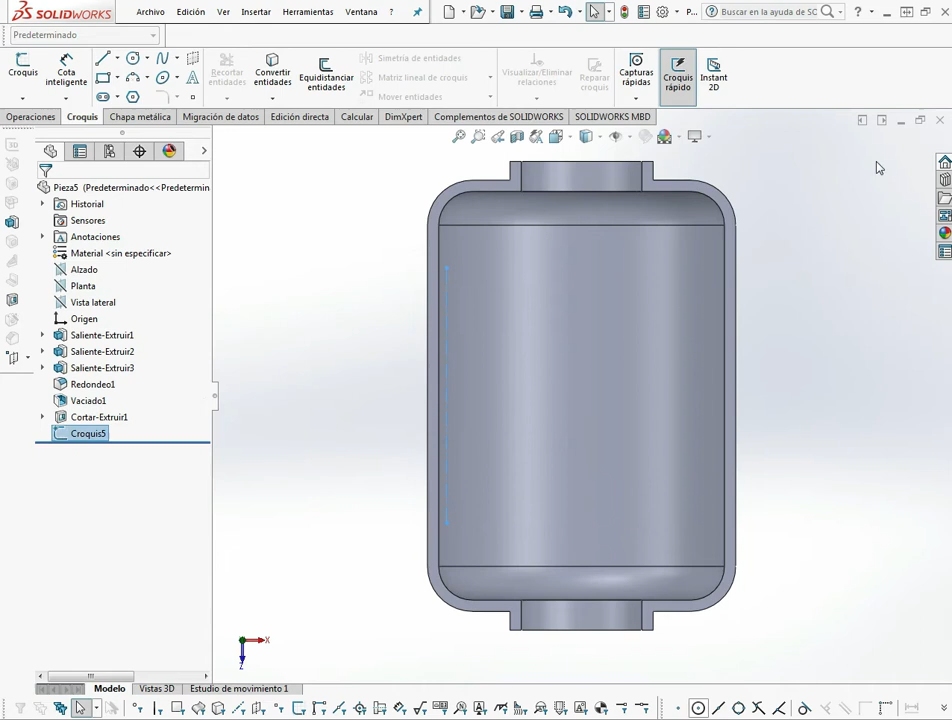 SOLIDWORKS Archivo Edición Ver Insertar Herramientas Ventana ? P... Buscar en la ayuda de SC ?
Predeterminado
Croquis
Cota inteligente
Recortar entidades
Convertir entidades
Equidistanciar entidades
Simetría de entidades
Matriz lineal de croquis
Mover entidades
Visualizar/Eliminar relaciones
Reparar croquis
Capturas rápidas
Croquis rápido
Instant 2D
Operaciones Croquis Chapa metálica Migración de datos Edición directa Calcular DimXpert Complementos de SOLIDWORKS SOLIDWORKS MBD
Pieza5 (Predeterminado<<Predetermin
Historial
Sensores
Anotaciones
Material <sin especificar>
Alzado
Planta
Vista lateral
Origen
Saliente-Extruir1
Saliente-Extruir2
Saliente-Extruir3
Redondeo1
Vaciado1
Cortar-Extruir1
Croquis5
X
Z
Modelo Vistas 3D Estudio de movimiento 1